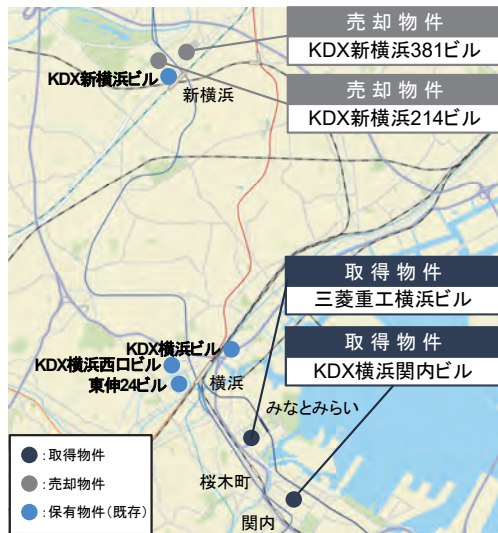 売却物件
KDX新横浜381ビル
KDX新横浜ビル
新横浜
売却物件
KDX新横浜214ビル
取得物件
三菱重工横浜ビル
KDX横浜ビル
KDX横浜西口ビル
東伸24ビル
横浜
取得物件
KDX横浜関内ビル
みなとみらい
桜木町
関内
:取得物件
:売却物件
:保有物件(既存)